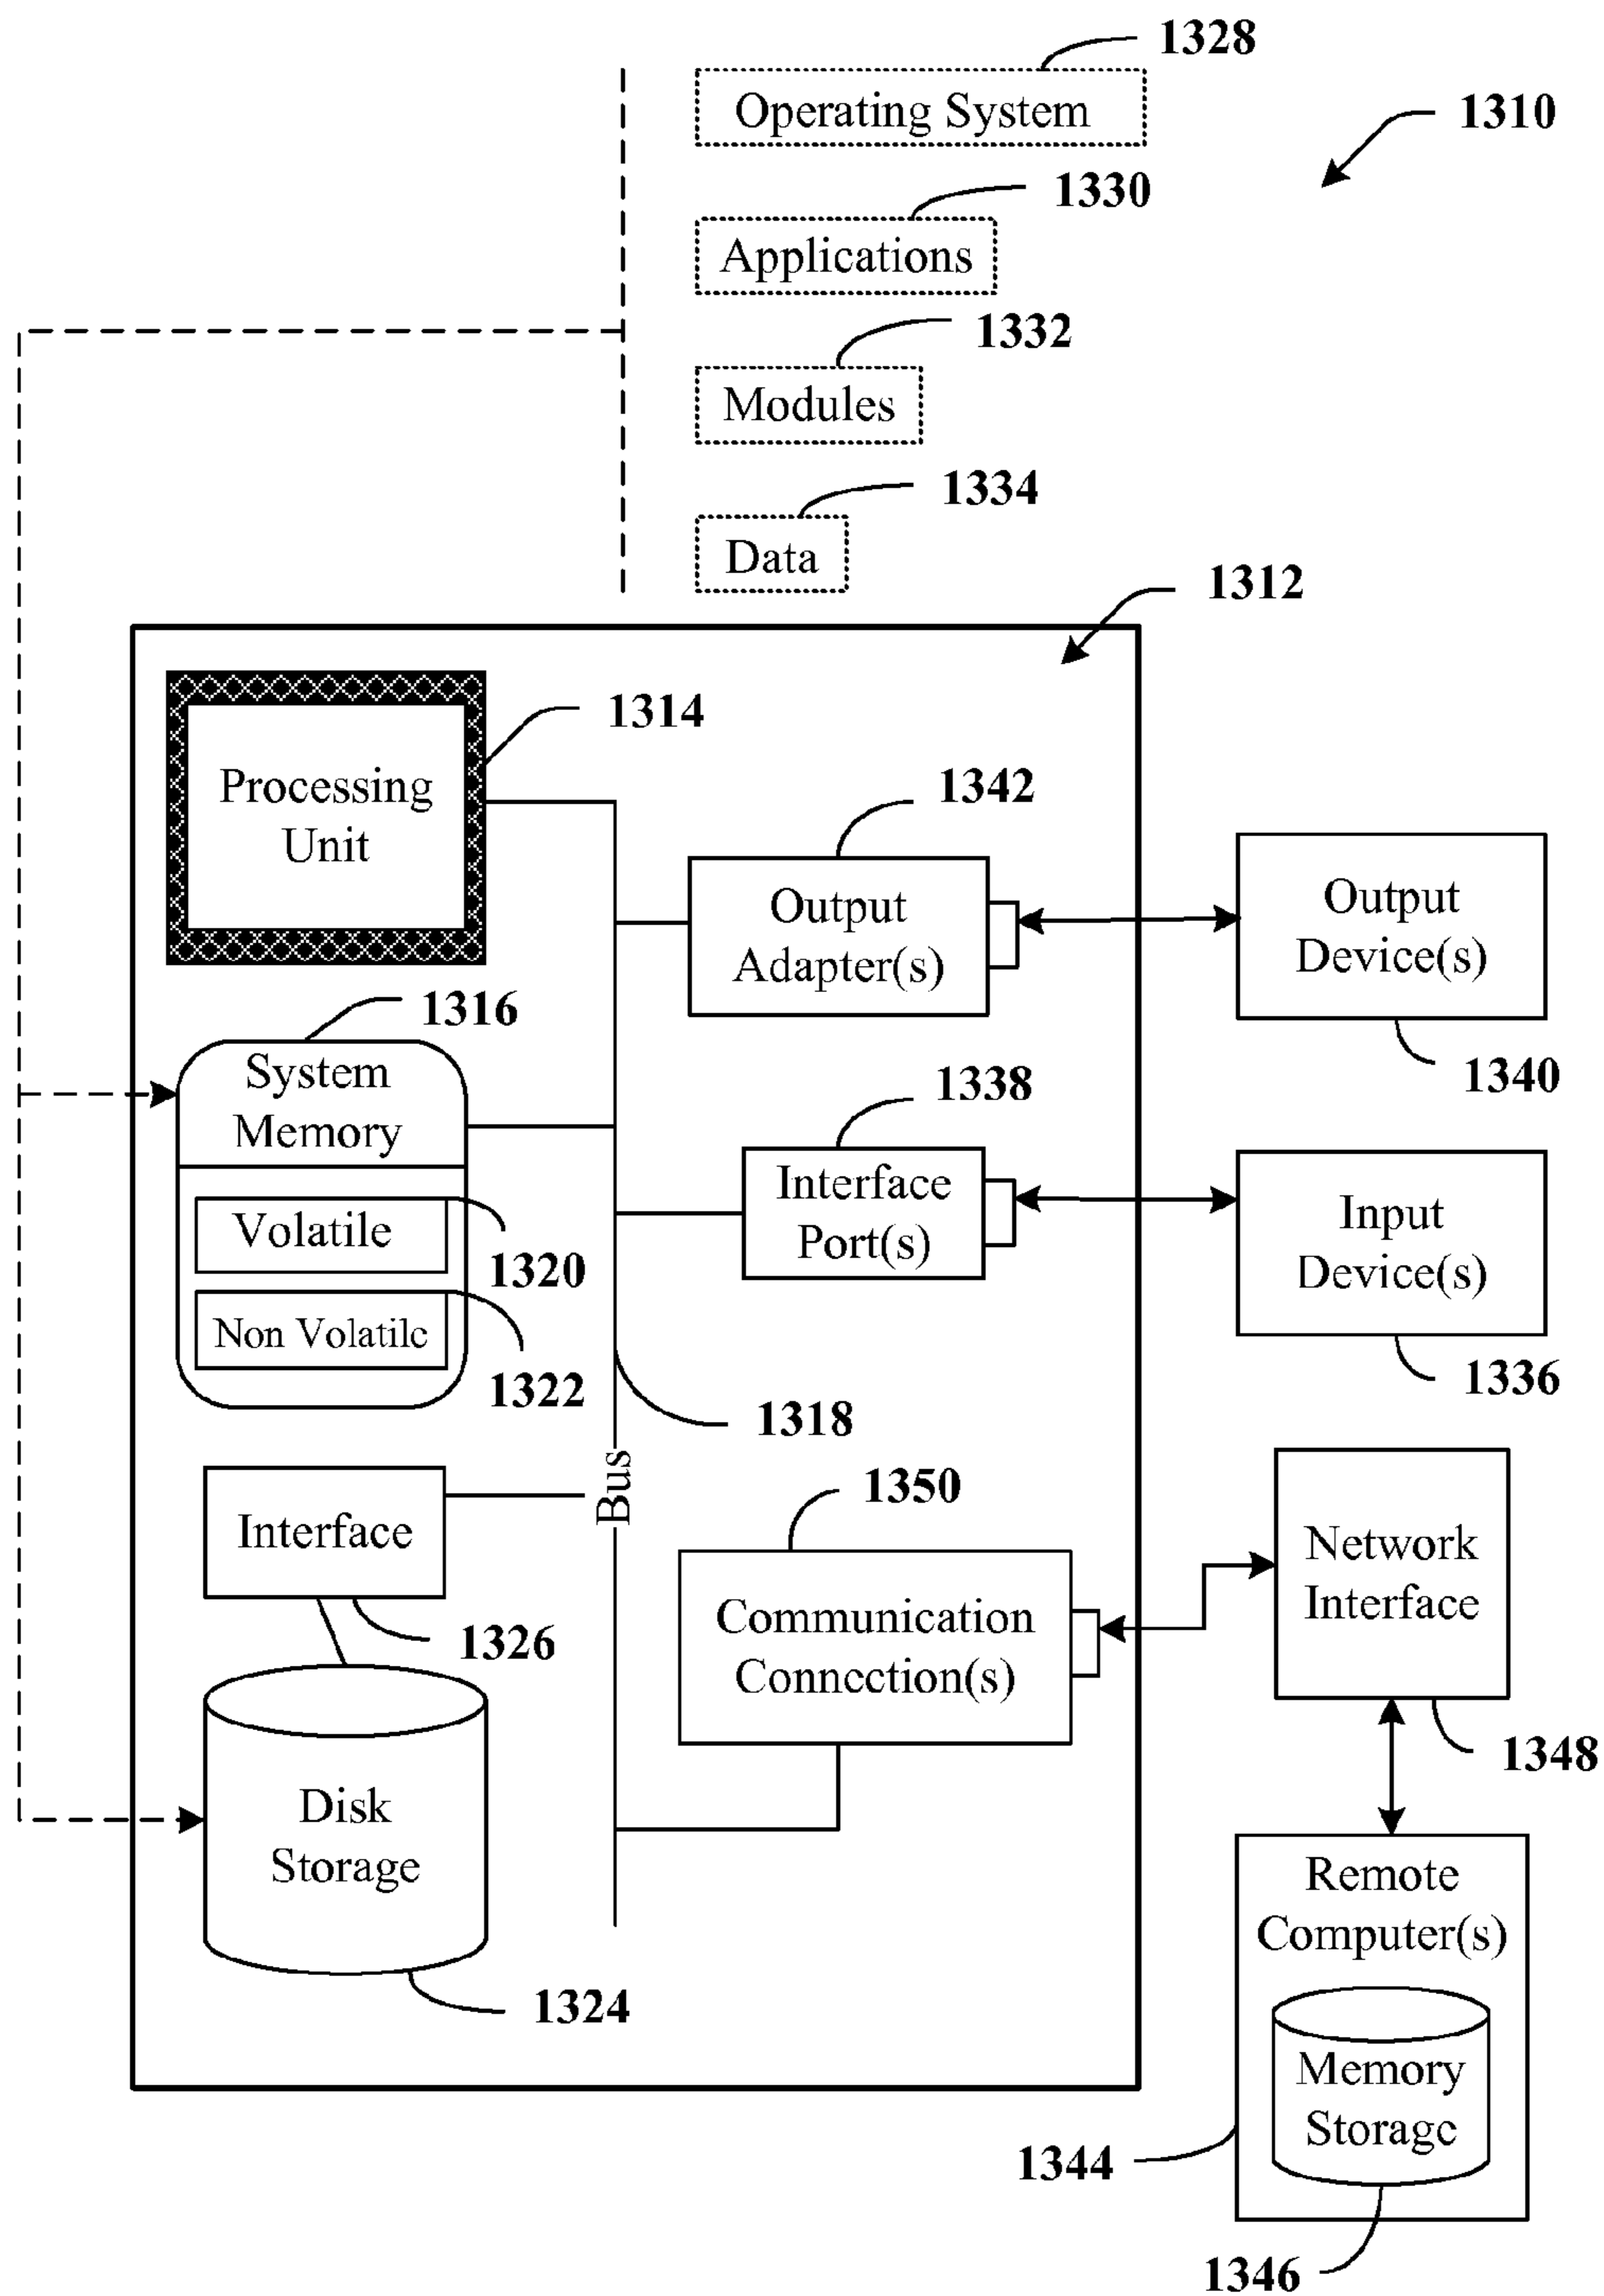 1328
Operating System
1310
1330
Applications
1332
Modules
1334
Data
1312
1314
Processing
Unit
1342
Output
Adapter(s)
Output
Device(s)
1340
1316
System
Memory
1338
Interface
Port(s)
Input
Device(s)
1336
Volatile
1320
Non Volatile
1322
1318
Bus
1350
Interface
1326
Communication
Connection(s)
Network
Interface
1348
Disk
Storage
1324
Remote
Computer(s)
Memory
Storage
1344
1346